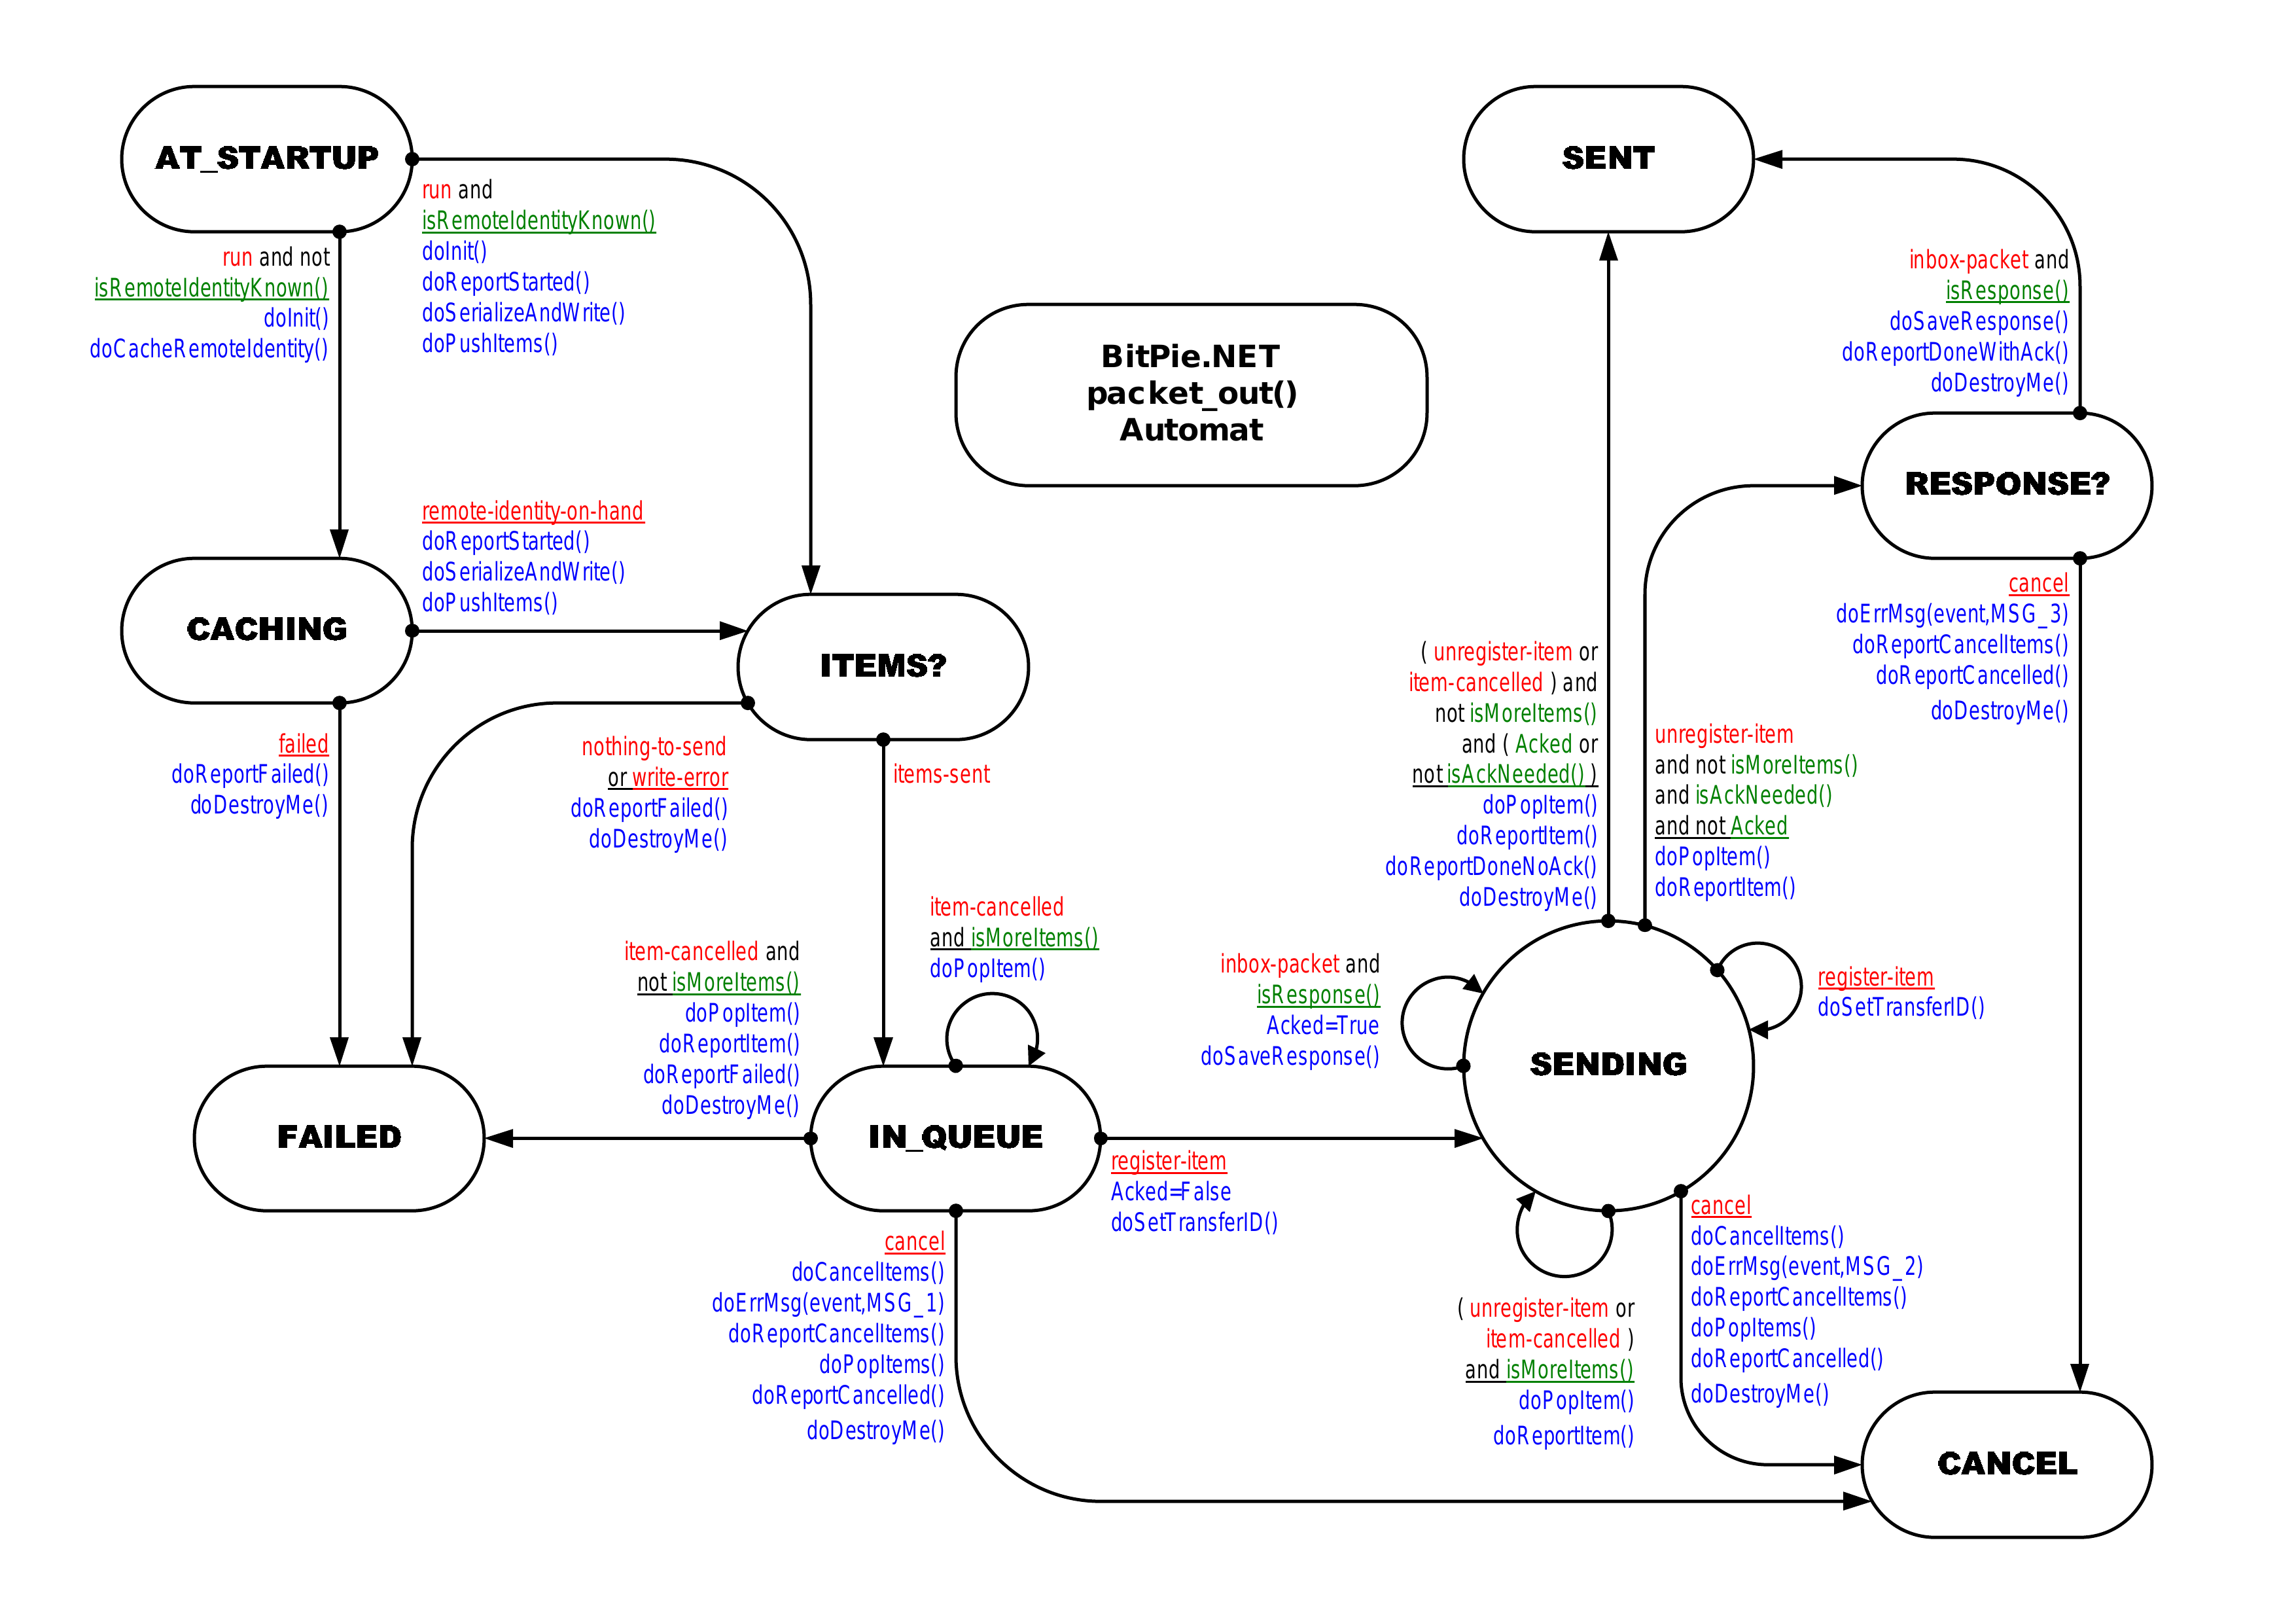 AT_STARTUP
run and
isRemoteIdentityKnown()
doInit()
doReportStarted()
doSerializeAndWrite()
doPushItems()
run and not
isRemoteIdentityKnown()
doInit()
doCacheRemoteIdentity()
BitPie.NET
packet_out()
Automat
SENT
inbox-packet and
isResponse()
doSaveResponse()
doReportDoneWithAck()
doDestroyMe()
RESPONSE?
remote-identity-on-hand
doReportStarted()
doSerializeAndWrite()
doPushItems()
CACHING
ITEMS?
failed
doReportFailed()
doDestroyMe()
nothing-to-send
or write-error
doReportFailed()
doDestroyMe()
items-sent
( unregister-item or
item-cancelled ) and
not isMoreItems()
and ( Acked or
not isAckNeeded() )
doPopItem()
doReportItem()
doReportDoneNoAck()
doDestroyMe()
unregister-item
and not isMoreItems()
and isAckNeeded()
and not Acked
doPopItem()
doReportItem()
cancel
doErrMsg(event,MSG_3)
doReportCancelItems()
doReportCancelled()
doDestroyMe()
item-cancelled and
not isMoreItems()
doPopItem()
doReportItem()
doReportFailed()
doDestroyMe()
item-cancelled
and isMoreItems()
doPopItem()
inbox-packet and
isResponse()
Acked=True
doSaveResponse()
register-item
doSetTransferID()
SENDING
FAILED
IN_QUEUE
register-item
Acked=False
doSetTransferID()
cancel
doCancelItems()
doErrMsg(event,MSG_1)
doReportCancelItems()
doPopItems()
doReportCancelled()
doDestroyMe()
( unregister-item or
item-cancelled )
and isMoreItems()
doPopItem()
doReportItem()
cancel
doCancelItems()
doErrMsg(event,MSG_2)
doReportCancelItems()
doPopItems()
doReportCancelled()
doDestroyMe()
CANCEL